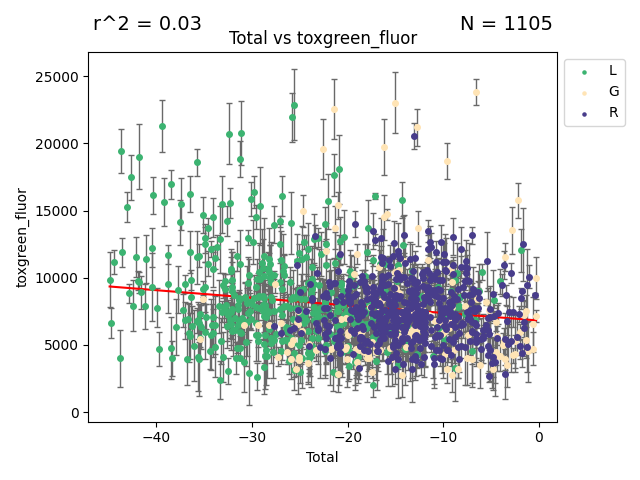 r^2 = 0.03
N = 1105
Total vs toxgreen_fluor
25000
20000
15000
10000
5000
0
toxgreen_fluor
−40
−30
−20
−10
0
Total
L
G
R